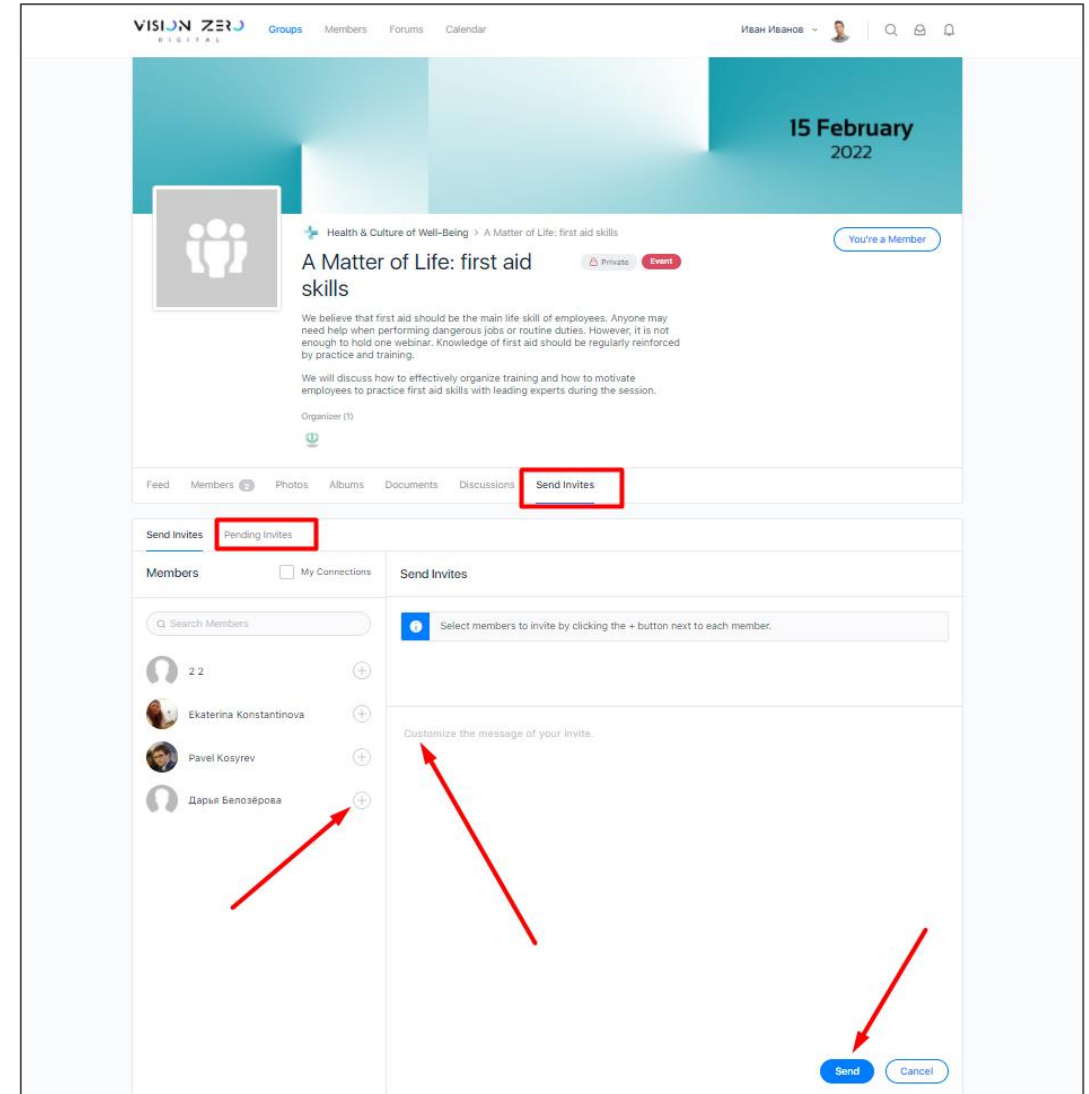 VISION ZERO
DIGITAL
Groups Members Forums Calendar
Иван Иванов
15 February
2022
Health & Culture of Well-Being > A Matter of Life: first aid skills
You're a Member
A Matter of Life: first aid
skills
Private Event
We believe that first aid should be the main life skill of employees. Anyone may
need help when performing dangerous jobs or routine duties. However, it is not
enough to hold one webinar. Knowledge of first aid should be regularly reinforced
by practice and training.
We will discuss how to effectively organize training and how to motivate
employees to practice first aid skills with leading experts during the session.
Organizer (1)
Feed Members 2 Photos Albums Documents Discussions Send Invites
Send Invites Pending Invites
Members My Connections
Search Members
2 2
Ekaterina Konstantinova
Pavel Kosyrev
Дарья Белозёрова
Send Invites
Select members to invite by clicking the + button next to each member.
Customize the message of your invite.
Send Cancel